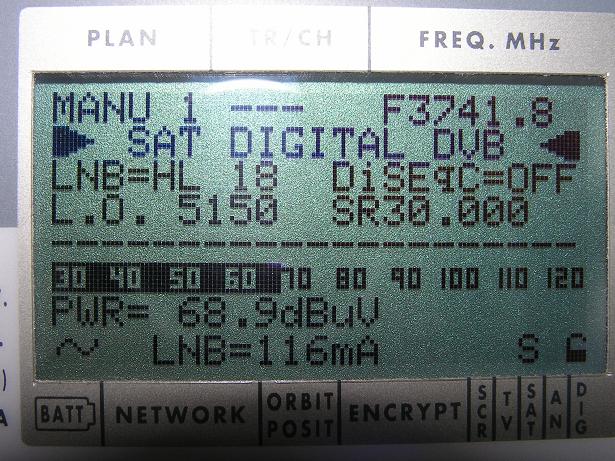 PLAN TR/CH FREQ. MHz
MANU 1 --- F3741.8
SAT DIGITAL DVB
LNB=HL 18 DiSEqC=OFF
L.O. 5150 SR30.000
30 40 50 60 70 80 90 100 110 120
PWR= 68.9dBuV
~ LNB=116mA S
BATT NETWORK ORBIT POSIT ENCRYPT SCR TV SAT AN DIG